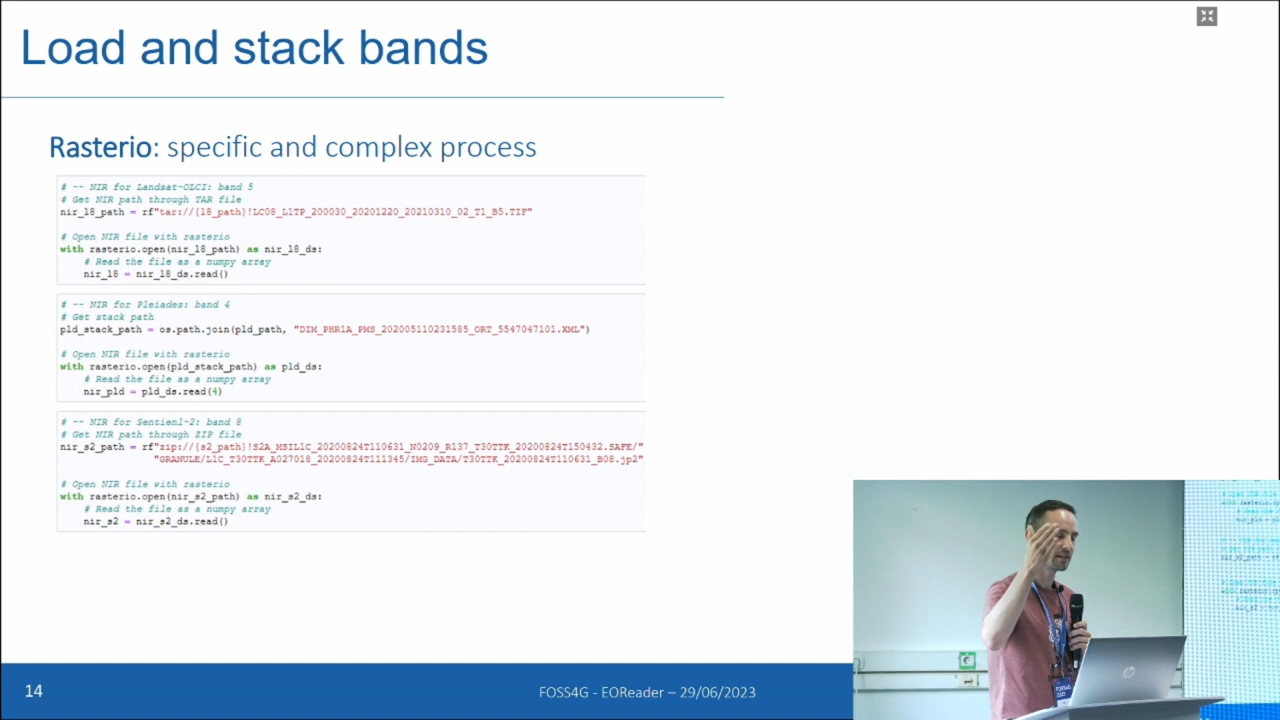 Load and stack bands
Rasterio: specific and complex process
# -- NIR for Landsat-OLCI: band 5
# Get NIR path through TAR file
nir_l8_path = rf"tar://{l8_path}!LC08_L1TP_200030_20201220_20210310_02_T1_B5.TIF"
# Open NIR file with rasterio
with rasterio.open(nir_l8_path) as nir_l8_ds:
# Read the file as a numpy array
nir_l8 = nir_l8_ds.read()
# -- NIR for Pleiades: band 4
# Get stack path
pld_stack_path = os.path.join(pld_path, "DIM_PHR1A_PMS_202005110231585_ORT_5547047101.XML")
# Open NIR file with rasterio
with rasterio.open(pld_stack_path) as pld_ds:
# Read the file as a numpy array
nir_pld = pld_ds.read(4)
# -- NIR for Sentienl-2: band 8
# Get NIR path through ZIP file
nir_s2_path = rf"zip://{s2_path}!S2A_MSIL1C_20200824T110631_N0209_R137_T30TTK_20200824T150432.SAFE/"
"GRANULE/L1C_T30TTK_A027018_20200824T111345/IMG_DATA/T30TTK_20200824T110631_B08.jp2"
# Open NIR file with rasterio
with rasterio.open(nir_s2_path) as nir_s2_ds:
# Read the file as a numpy array
nir_s2 = nir_s2_ds.read()
14
FOSS4G - EOReader – 29/06/2023
hp